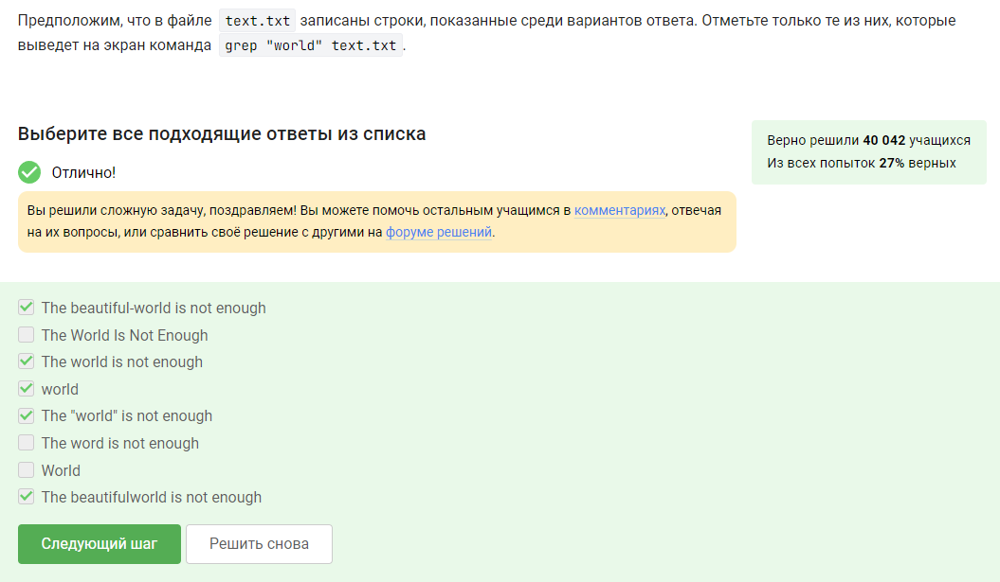 Предположим, что в файле text.txt записаны строки, показанные среди вариантов ответа. Отметьте только те из них, которые
выведет на экран команда grep "world" text.txt.
Выберите все подходящие ответы из списка
Отлично!
Верно решили 40 042 учащихся
Из всех попыток 27% верных
Вы решили сложную задачу, поздравляем! Вы можете помочь остальным учащимся в комментариях, отвечая
на их вопросы, или сравнить своё решение с другими на форуме решений.
The beautiful-world is not enough
The World Is Not Enough
The world is not enough
world
The "world" is not enough
The word is not enough
World
The beautifulworld is not enough
Следующий шаг
Решить снова